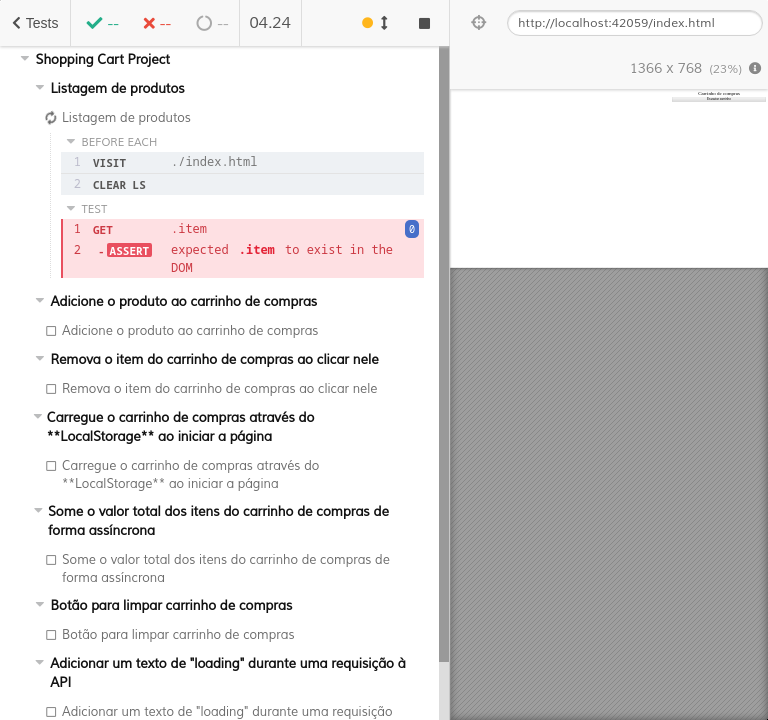 Tests -- -- -- 04.24 http://localhost:42059/index.html
1366 x 768 (23%)
Shopping Cart Project
Listagem de produtos
Listagem de produtos
BEFORE EACH
1 VISIT ./index.html
2 CLEAR LS
TEST
1 GET .item 0
2 - ASSERT expected .item to exist in the
DOM
Adicione o produto ao carrinho de compras
Adicione o produto ao carrinho de compras
Remova o item do carrinho de compras ao clicar nele
Remova o item do carrinho de compras ao clicar nele
Carregue o carrinho de compras através do
**LocalStorage** ao iniciar a página
Carregue o carrinho de compras através do
**LocalStorage** ao iniciar a página
Some o valor total dos itens do carrinho de compras de
forma assíncrona
Some o valor total dos itens do carrinho de compras de
forma assíncrona
Botão para limpar carrinho de compras
Botão para limpar carrinho de compras
Adicionar um texto de "loading" durante uma requisição à
API
Adicionar um texto de "loading" durante uma requisição